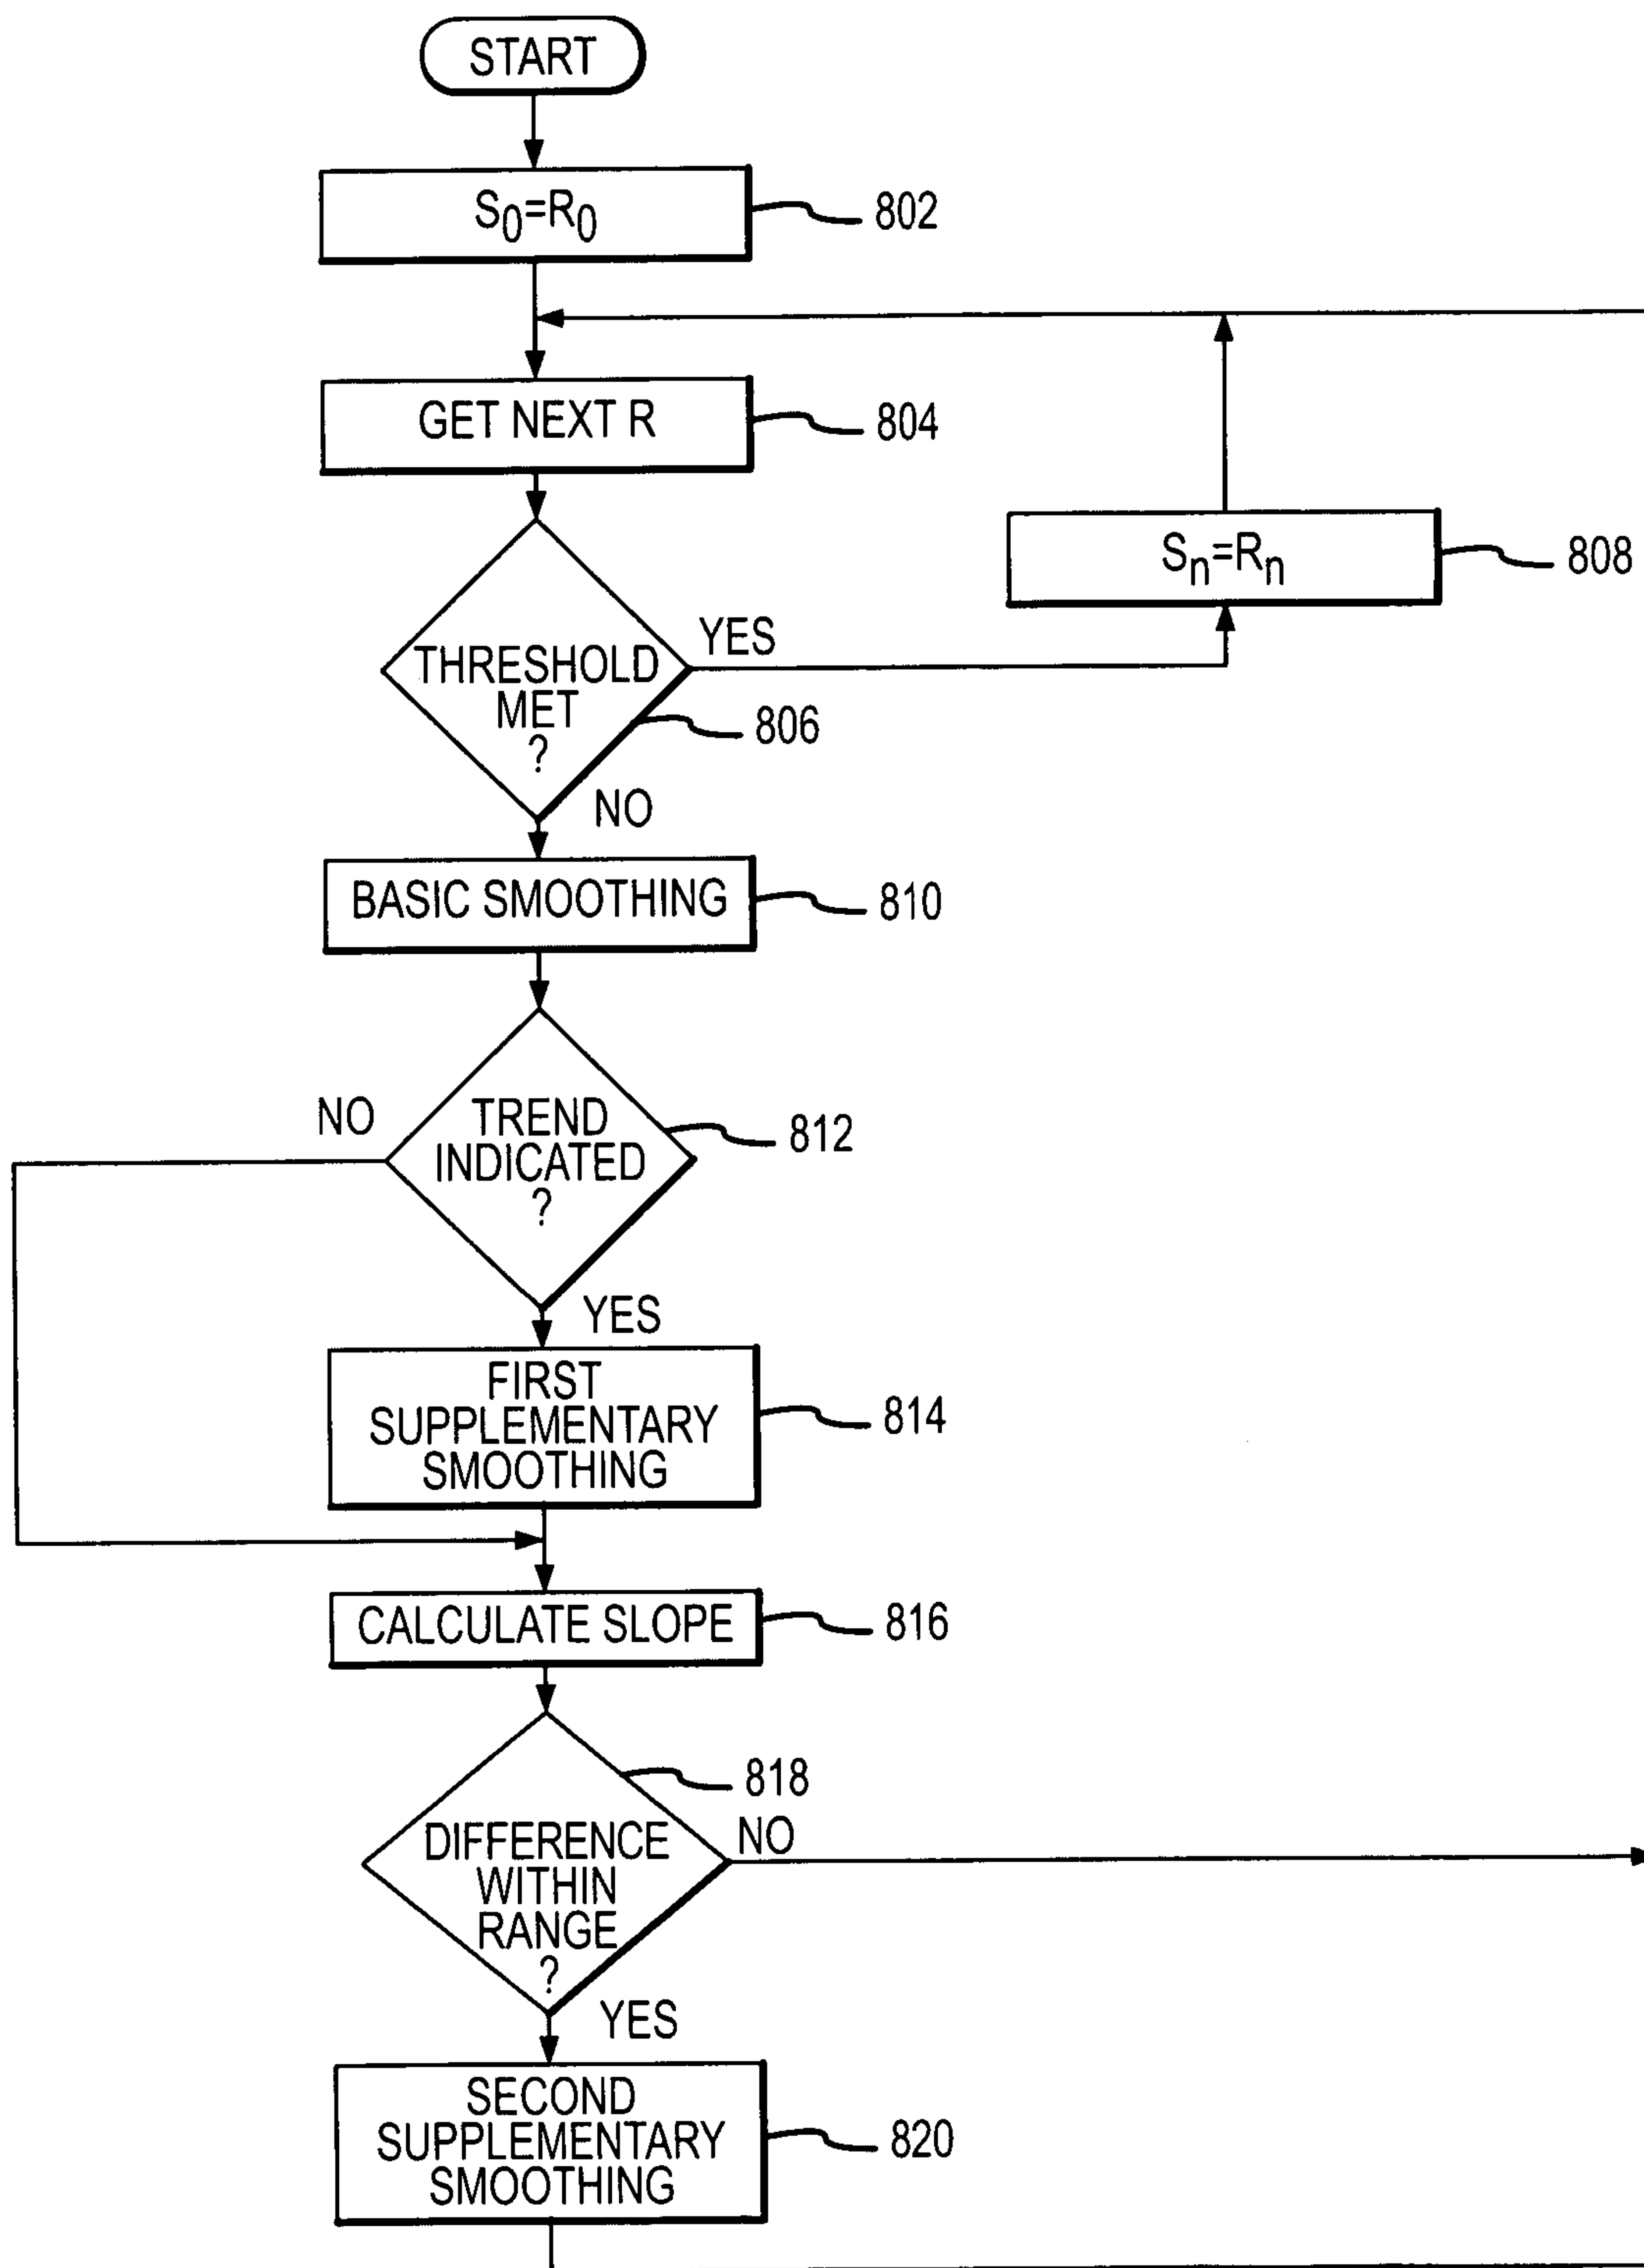 START
S0=R0
802
GET NEXT R
804
Sn=Rn
808
YES
THRESHOLD
MET
?
806
NO
BASIC SMOOTHING
810
NO
TREND
INDICATED
?
812
YES
FIRST
SUPPLEMENTARY
SMOOTHING
814
CALCULATE SLOPE
816
818
DIFFERENCE
WITHIN
RANGE
?
NO
YES
SECOND
SUPPLEMENTARY
SMOOTHING
820